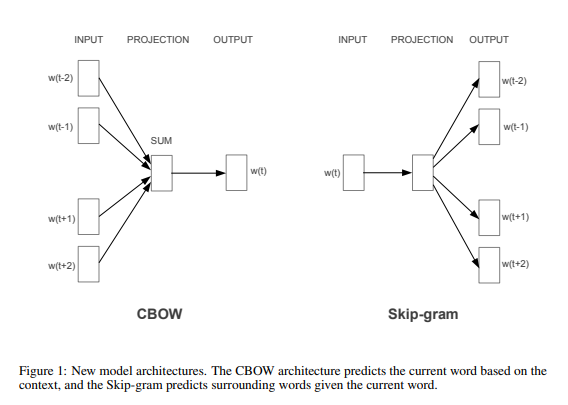 INPUT PROJECTION OUTPUT
w(t-2)
w(t-1)
SUM
w(t)
w(t+1)
w(t+2)
CBOW
INPUT PROJECTION OUTPUT
w(t-2)
w(t-1)
w(t)
w(t+1)
w(t+2)
Skip-gram
Figure 1: New model architectures. The CBOW architecture predicts the current word based on the
context, and the Skip-gram predicts surrounding words given the current word.